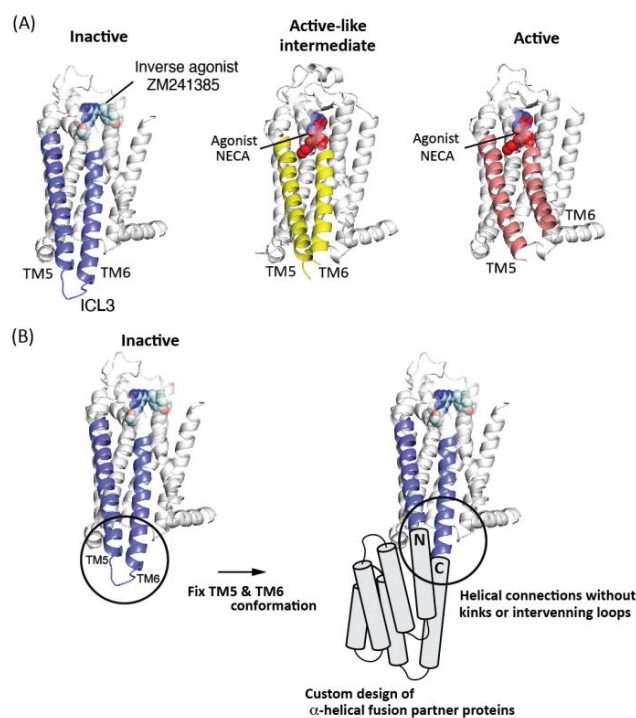 (A)
Inactive
Inverse agonist
ZM241385
TM5
TM6
ICL3
Active-like
intermediate
Agonist
NECA
TM5
TM6
Active
Agonist
NECA
TM6
TM5
(B)
Inactive
TM5
TM6
Fix TM5 & TM6
conformation
N
C
Helical connections without
kinks or intervenning loops
Custom design of
α-helical fusion partner proteins